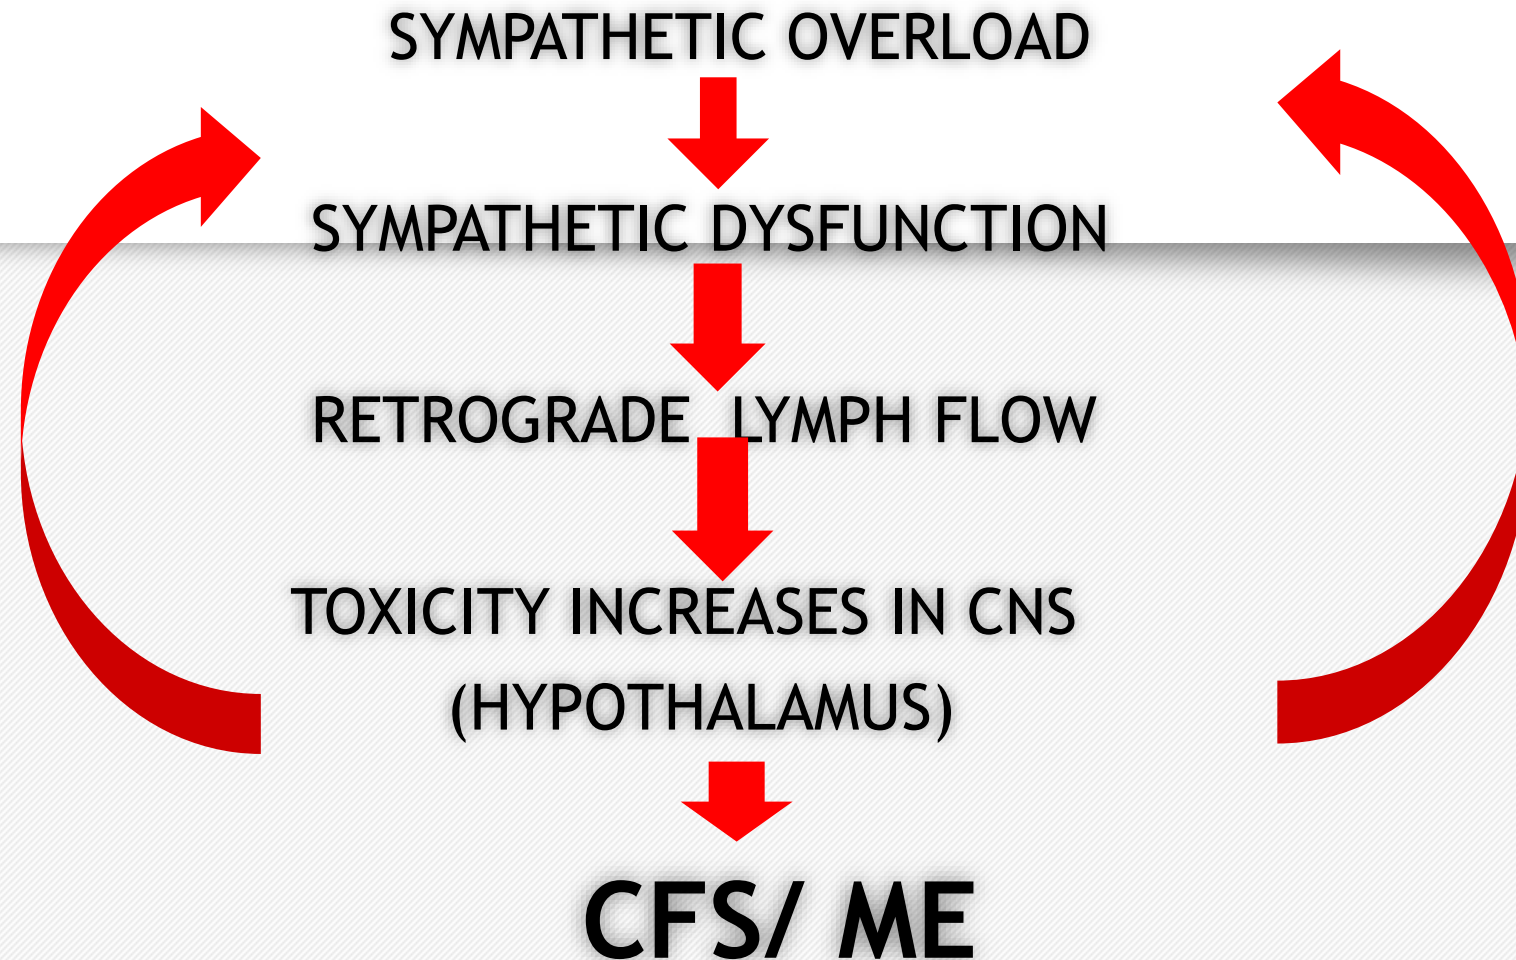 SYMPATHETIC OVERLOAD
SYMPATHETIC DYSFUNCTION
RETROGRADE LYMPH FLOW
TOXICITY INCREASES IN CNS
(HYPOTHALAMUS)
CFS/ ME